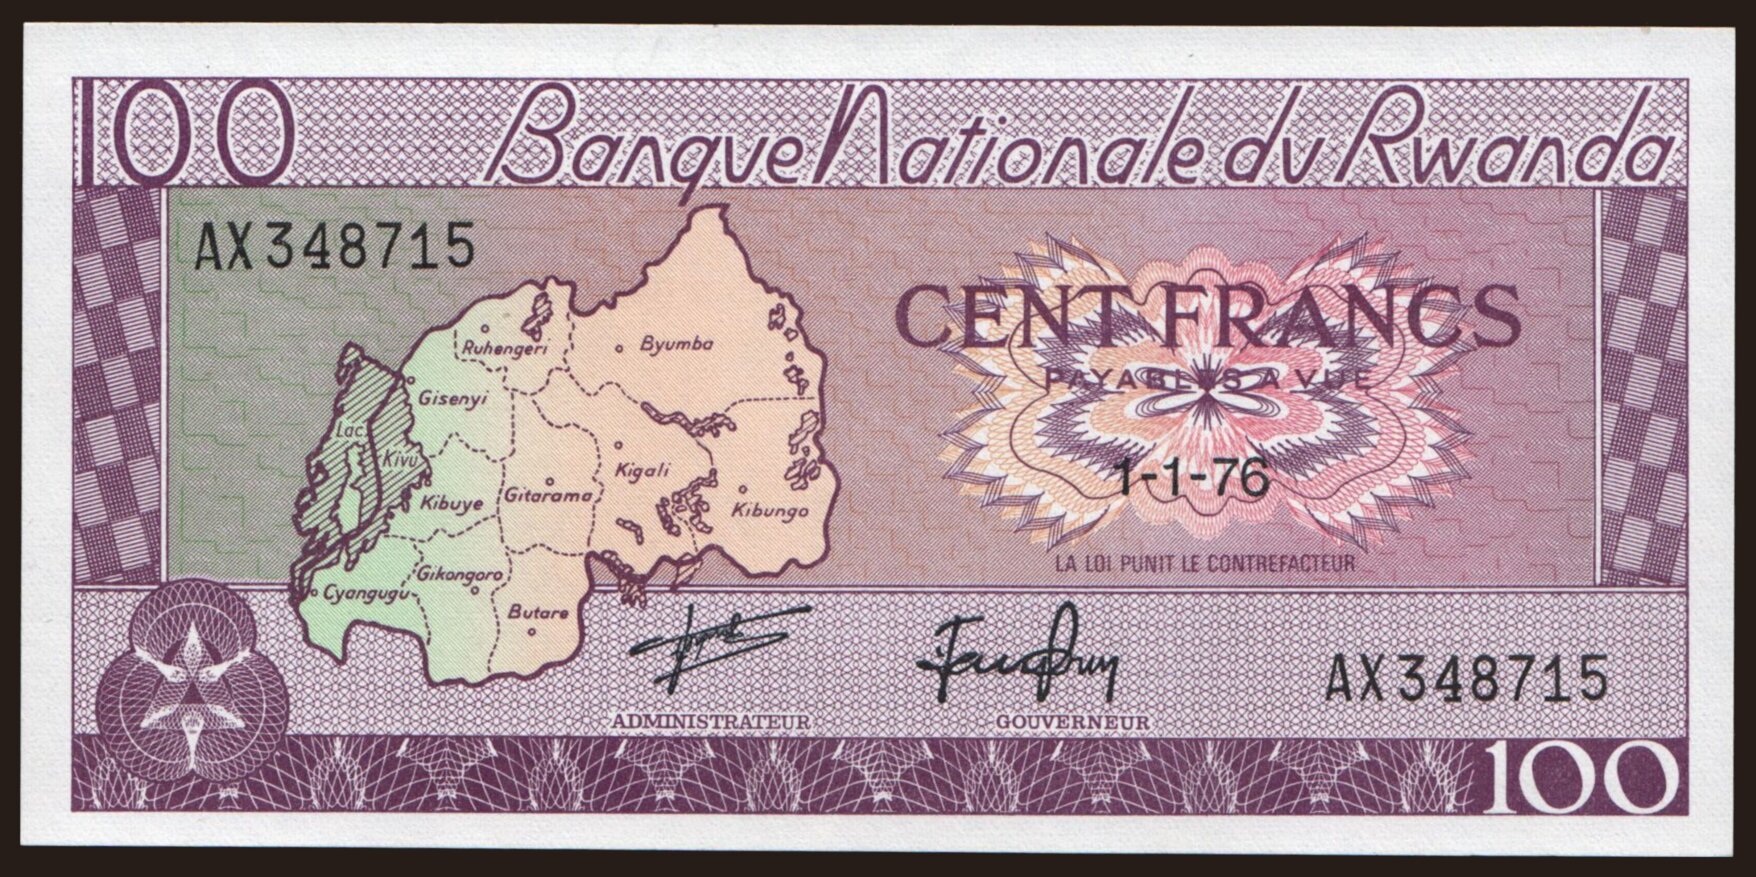 100
Banque Nationale du Rwanda
AX348715
CENT FRANCS
PAYABLES A VUE
1-1-76
LA LOI PUNIT LE CONTREFACTEUR
Ruhengeri
Byumba
Gisenyi
Lac
Kivu
Kigali
Kibuye
Gitarama
Kibungo
Gikongoro
Cyangugu
Butare
ADMINISTRATEUR
GOUVERNEUR
AX348715
100